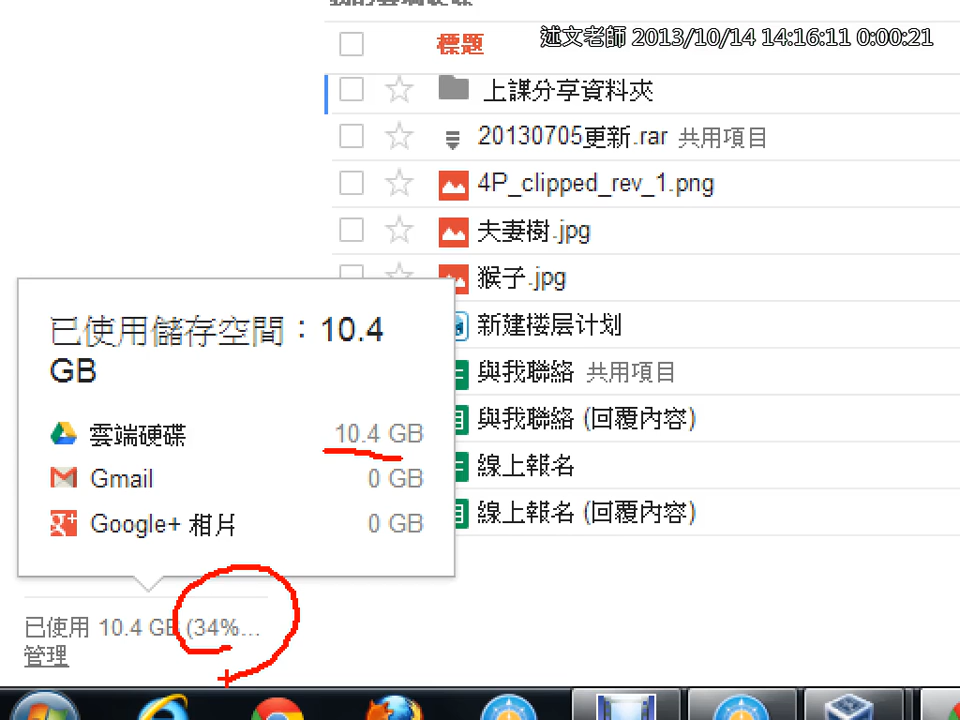 標題
述文老師 2013/10/14 14:16:11 0:00:21
上課分享資料夾
20130705更新.rar 共用項目
4P_clipped_rev_1.png
夫妻樹.jpg
猴子.jpg
新建楼层计划
與我聯絡 共用項目
與我聯絡 (回覆內容)
線上報名
線上報名 (回覆內容)
已使用儲存空間：10.4
GB
雲端硬碟 10.4 GB
Gmail 0 GB
Google+ 相片 0 GB
已使用 10.4 GB (34%...
管理